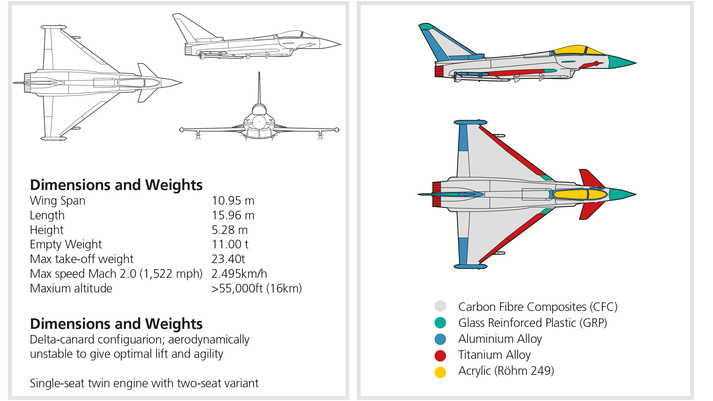 Dimensions and Weights
Wing Span 10.95 m
Length 15.96 m
Height 5.28 m
Empty Weight 11.00 t
Max take-off weight 23.40t
Max speed Mach 2.0 (1,522 mph) 2.495km/h
Maxium altitude >55,000ft (16km)
Dimensions and Weights
Delta-canard configuarion; aerodynamically
unstable to give optimal lift and agility
Single-seat twin engine with two-seat variant
Carbon Fibre Composites (CFC)
Glass Reinforced Plastic (GRP)
Aluminium Alloy
Titanium Alloy
Acrylic (Röhm 249)